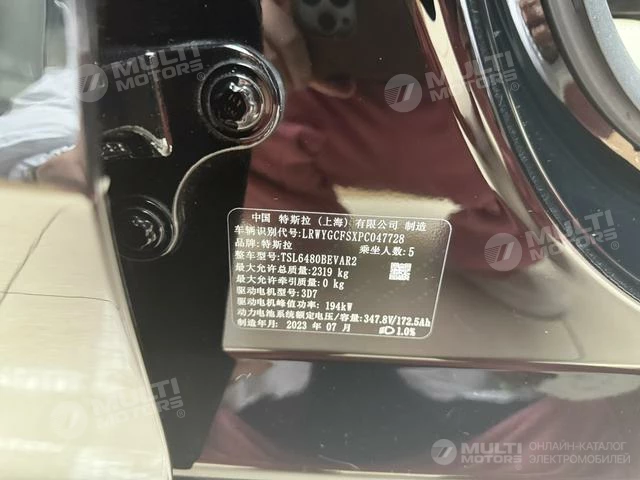 MULTI
MOTORS®
MULTI
MOTORS®
中国 特斯拉（上海）有限公司 制造
车辆识别代号:LRWYGCFSXPC047728
品牌:特斯拉 乘坐人数:5
整车型号:TSL6480BEVAR2
最大允许总质量:2319 kg
最大允许牵引质量:0 kg
驱动电机型号:3D7
驱动电机峰值功率: 194kW
动力电池系统额定电压/容量:347.8V/172.5Ah
制造年月: 2023 年 07 月 1.0%
MULTI
MOTORS®
MULTI
MOTORS®
ОНЛАЙН-КАТАЛОГ
ЭЛЕКТРОМОБИЛЕЙ